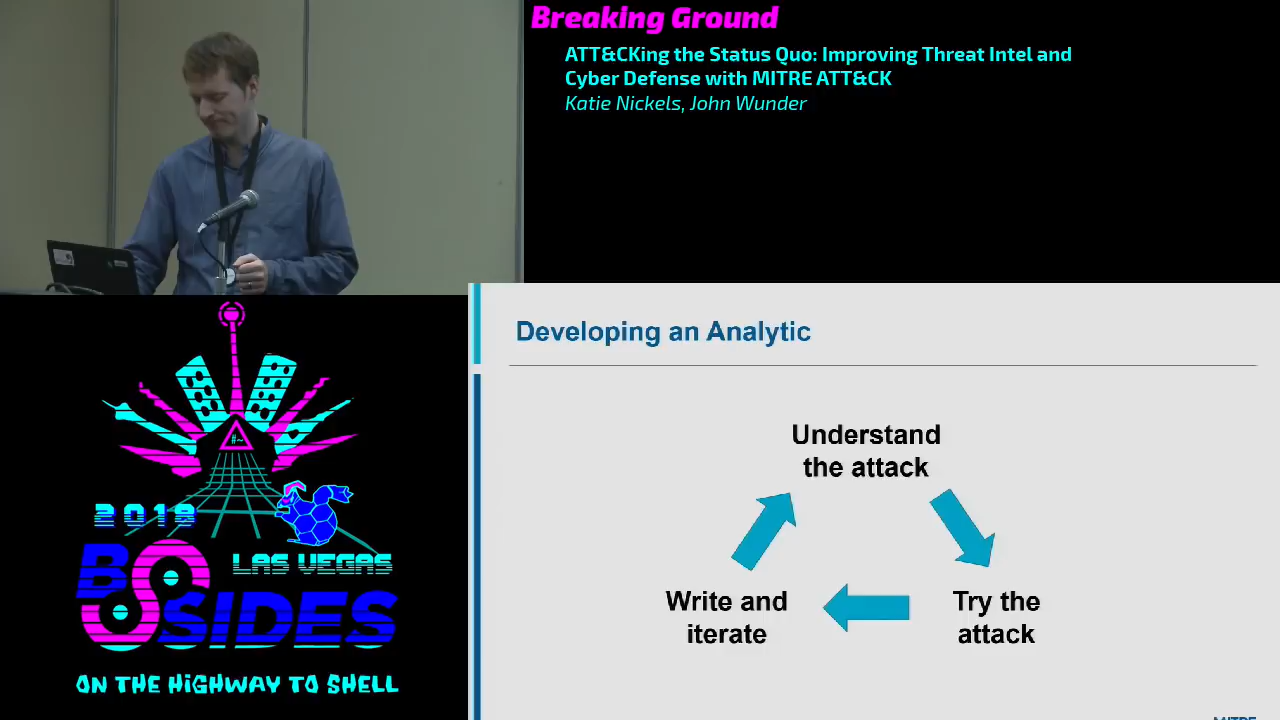 Breaking Ground
ATT&CKing the Status Quo: Improving Threat Intel and
Cyber Defense with MITRE ATT&CK
Katie Nickels, John Wunder
#~
2018
BSIDES
LAS VEGAS
ON THE HiGHWAY TO SHELL
Developing an Analytic
Understand
the attack
Try the
attack
Write and
iterate
MITRE